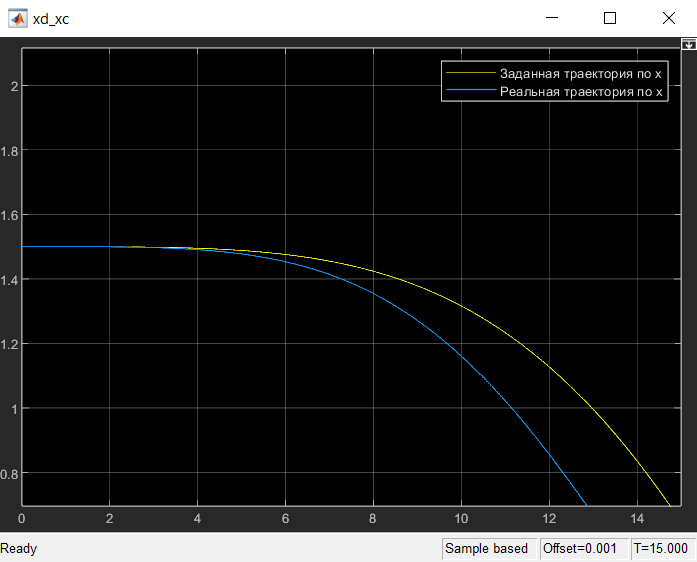 xd_xc
Заданная траектория по x
Реальная траектория по x
2
1.8
1.6
1.4
1.2
1
0.8
0 2 4 6 8 10 12 14
Ready Sample based Offset=0.001 T=15.000